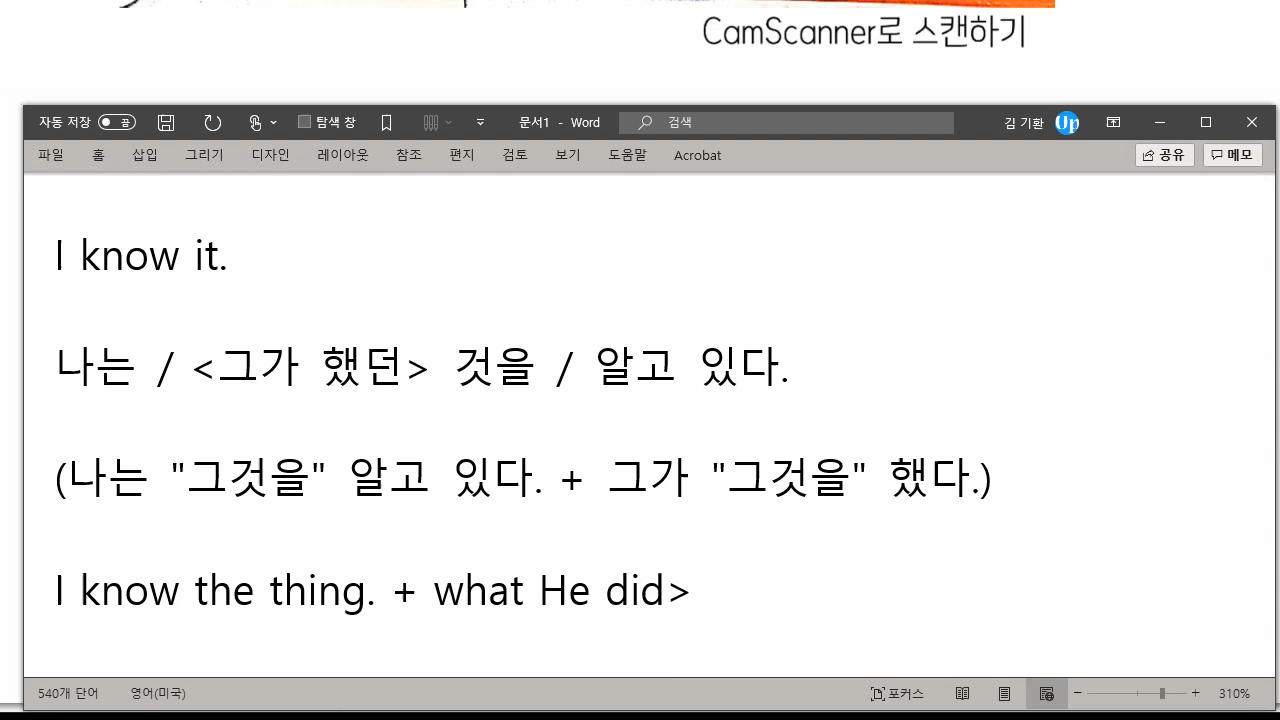 CamScanner로 스캔하기
자동 저장 끔 탐색 창 문서1 - Word 검색 김 기환 Up
파일 홈 삽입 그리기 디자인 레이아웃 참조 편지 검토 보기 도움말 Acrobat 공유 메모
I know it.
나는 / <그가 했던> 것을 / 알고 있다.
(나는 "그것을" 알고 있다. + 그가 "그것을" 했다.)
I know the thing. + what He did>
540개 단어 영어(미국) 포커스 310%